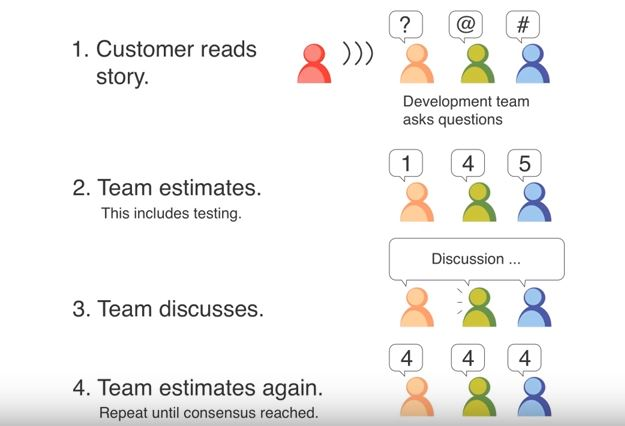 1. Customer reads
story.
? @ #
Development team
asks questions
2. Team estimates.
This includes testing.
1 4 5
3. Team discusses.
Discussion ...
4. Team estimates again.
Repeat until consensus reached.
4 4 4